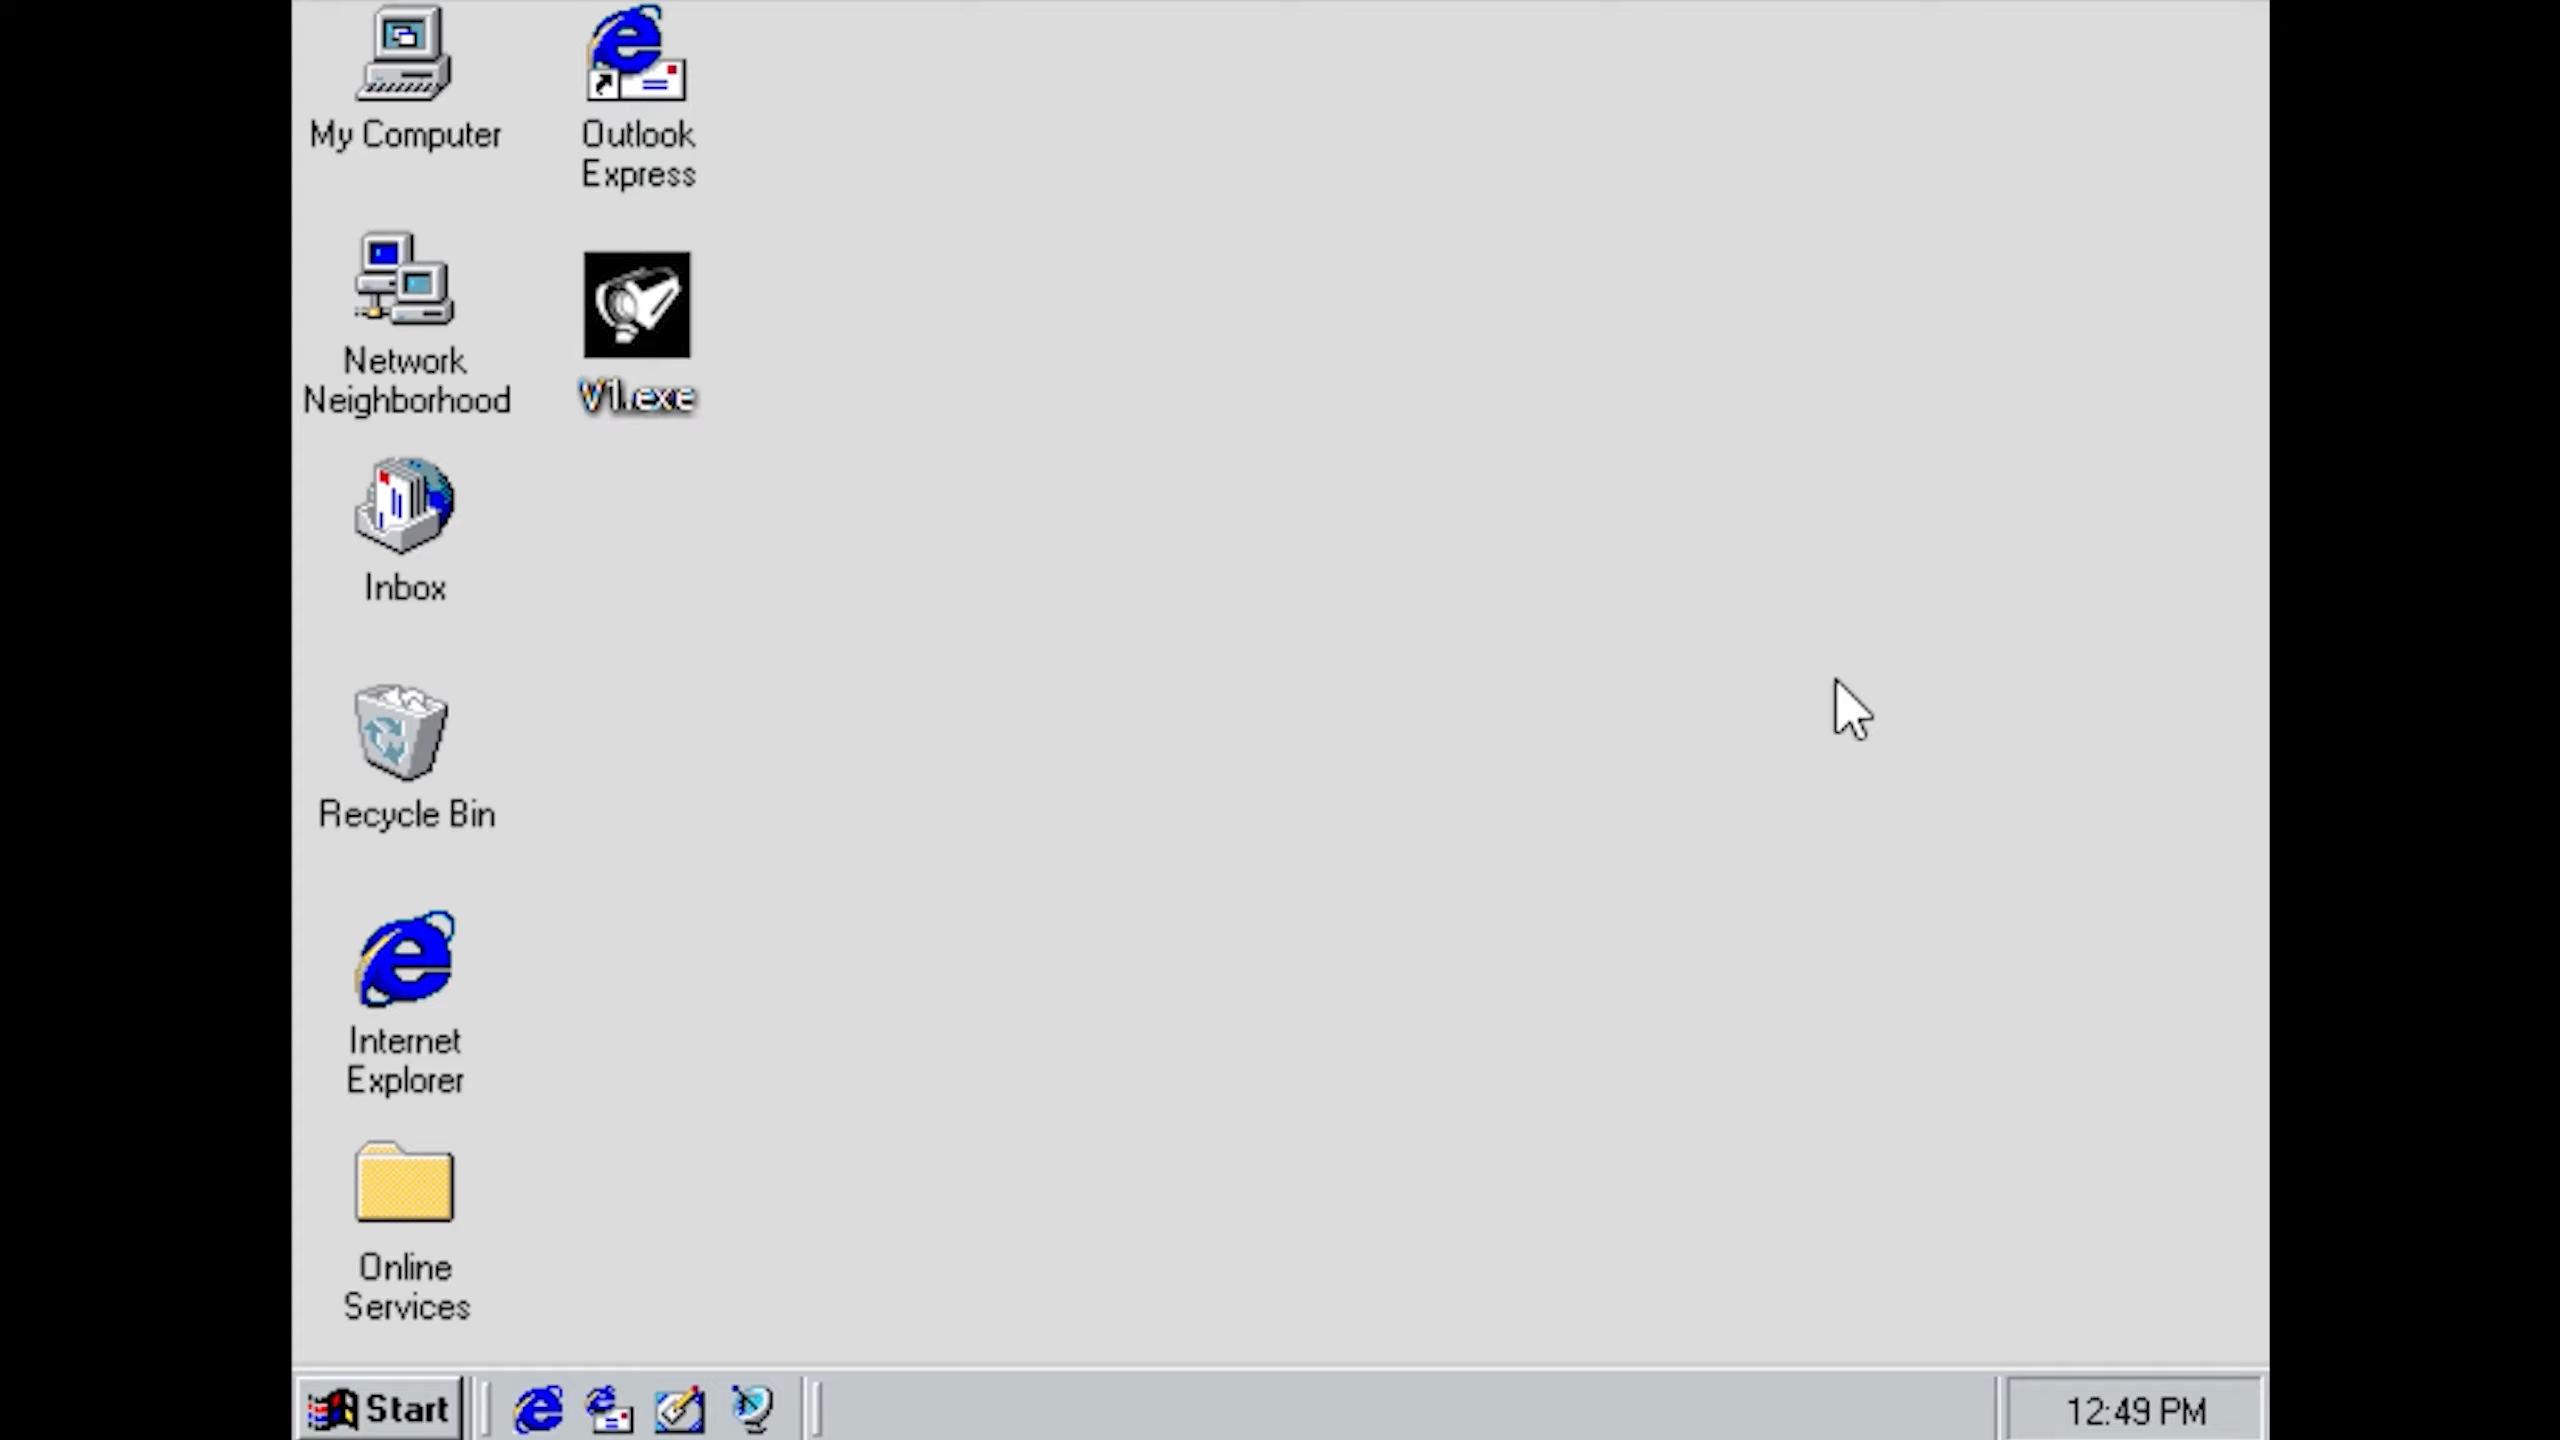 My Computer
Outlook
Express
Network
Neighborhood
V1.exe
Inbox
Recycle Bin
Internet
Explorer
Online
Services
Start
12:49 PM